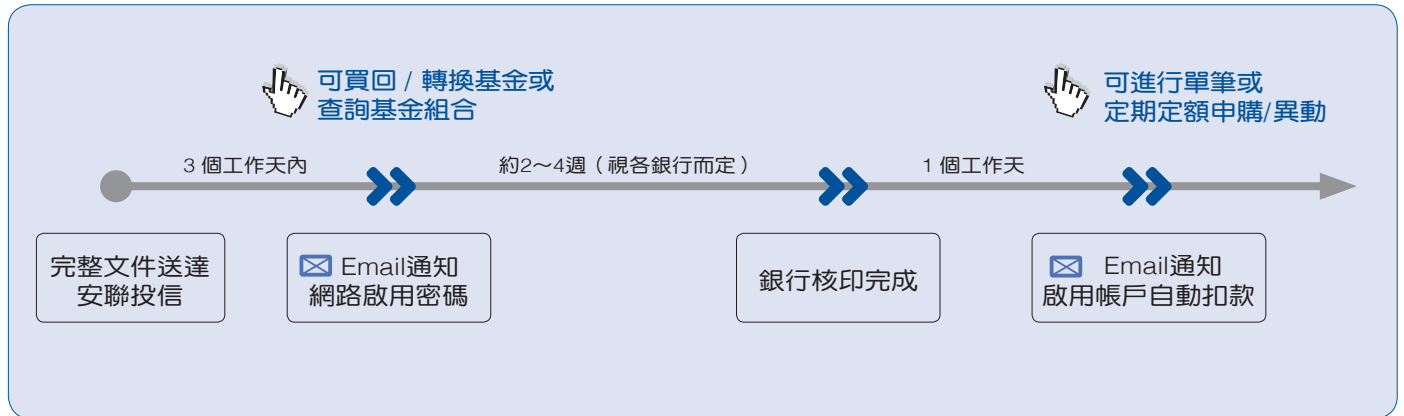 可買回 / 轉換基金或
查詢基金組合
可進行單筆或
定期定額申購/異動
3 個工作天內
約2～4週（視各銀行而定）
1 個工作天
完整文件送達
安聯投信
Email通知
網路啟用密碼
銀行核印完成
Email通知
啟用帳戶自動扣款